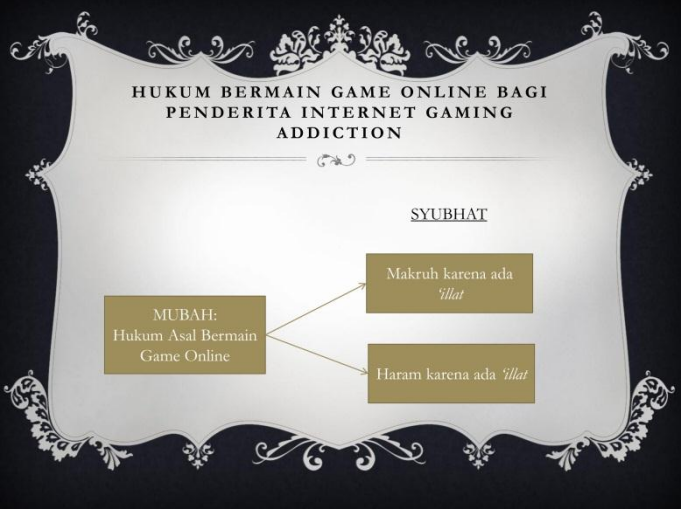 HUKUM BERMAIN GAME ONLINE BAGI
PENDERITA INTERNET GAMING
ADDICTION
SYUBHAT
Makruh karena ada
‘illat
MUBAH:
Hukum Asal Bermain
Game Online
Haram karena ada ‘illat